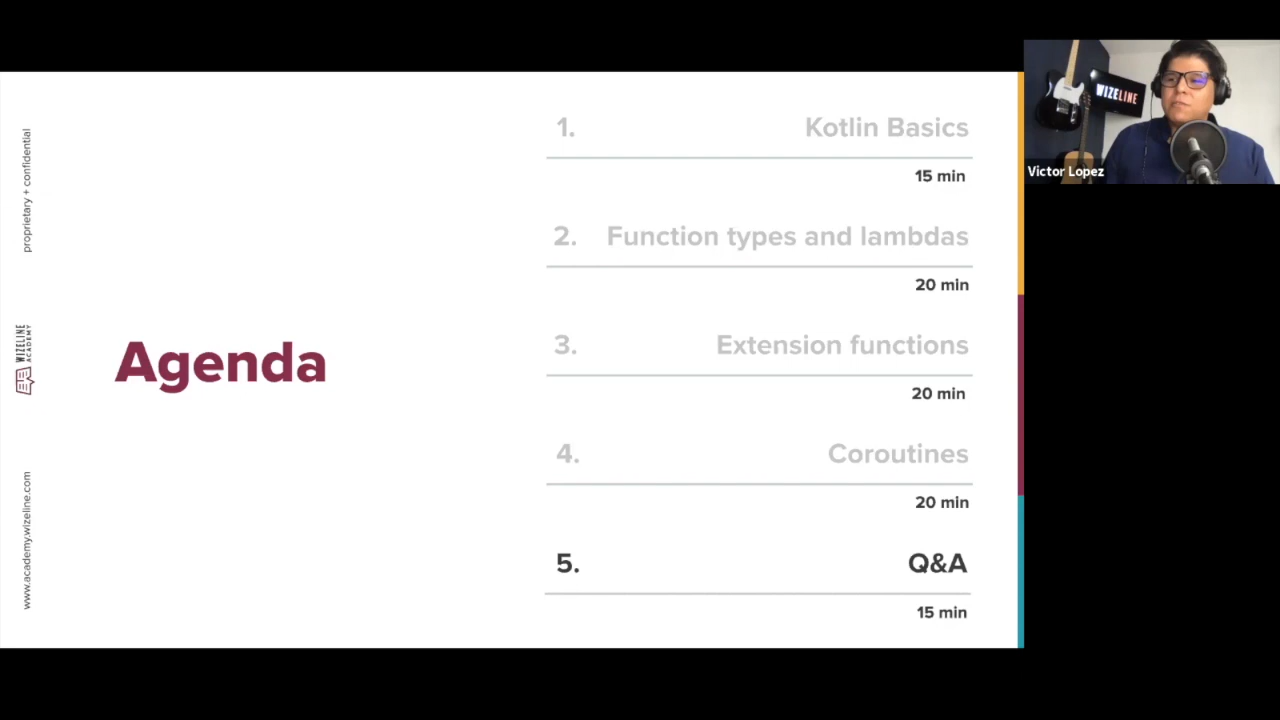 proprietary + confidential
WIZELINE
ACADEMY
www.academy.wizeline.com
Agenda
1. Kotlin Basics
15 min
2. Function types and lambdas
20 min
3. Extension functions
20 min
4. Coroutines
20 min
5. Q&A
15 min
WIZELINE
Victor Lopez